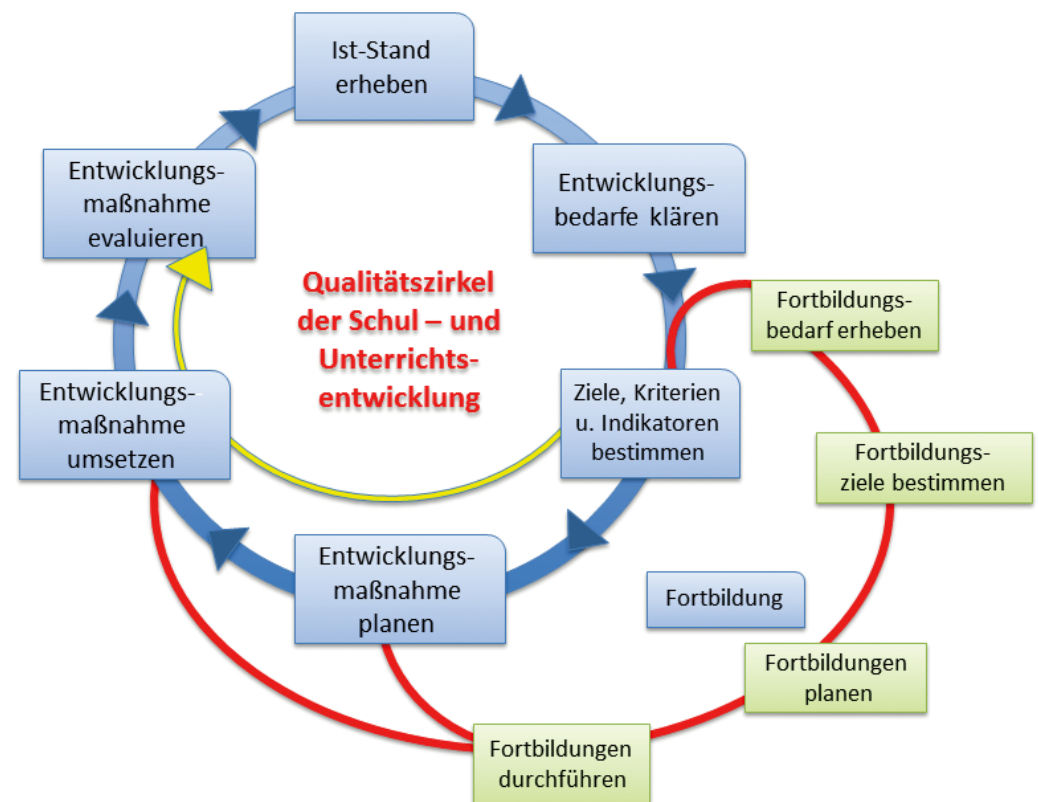 Ist-Stand
erheben
Entwicklungs-
bedarfe klären
Ziele, Kriterien
u. Indikatoren
bestimmen
Entwicklungs-
maßnahme
planen
Entwicklungs-
maßnahme
umsetzen
Entwicklungs-
maßnahme
evaluieren
Qualitätszirkel
der Schul – und
Unterrichts-
entwicklung
Fortbildungs-
bedarf erheben
Fortbildungs-
ziele bestimmen
Fortbildung
Fortbildungen
planen
Fortbildungen
durchführen